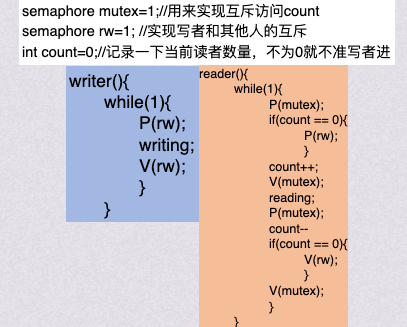 semaphore mutex=1;//用来实现互斥访问count
semaphore rw=1; //实现写者和其他人的互斥
int count=0;//记录一下当前读者数量，不为0就不准写者进
writer(){
while(1){
P(rw);
writing;
V(rw);
}
}
reader(){
while(1){
P(mutex);
if(count == 0){
P(rw);
}
count++;
V(mutex);
reading;
P(mutex);
count--
if(count == 0){
V(rw);
}
V(mutex);
}
}